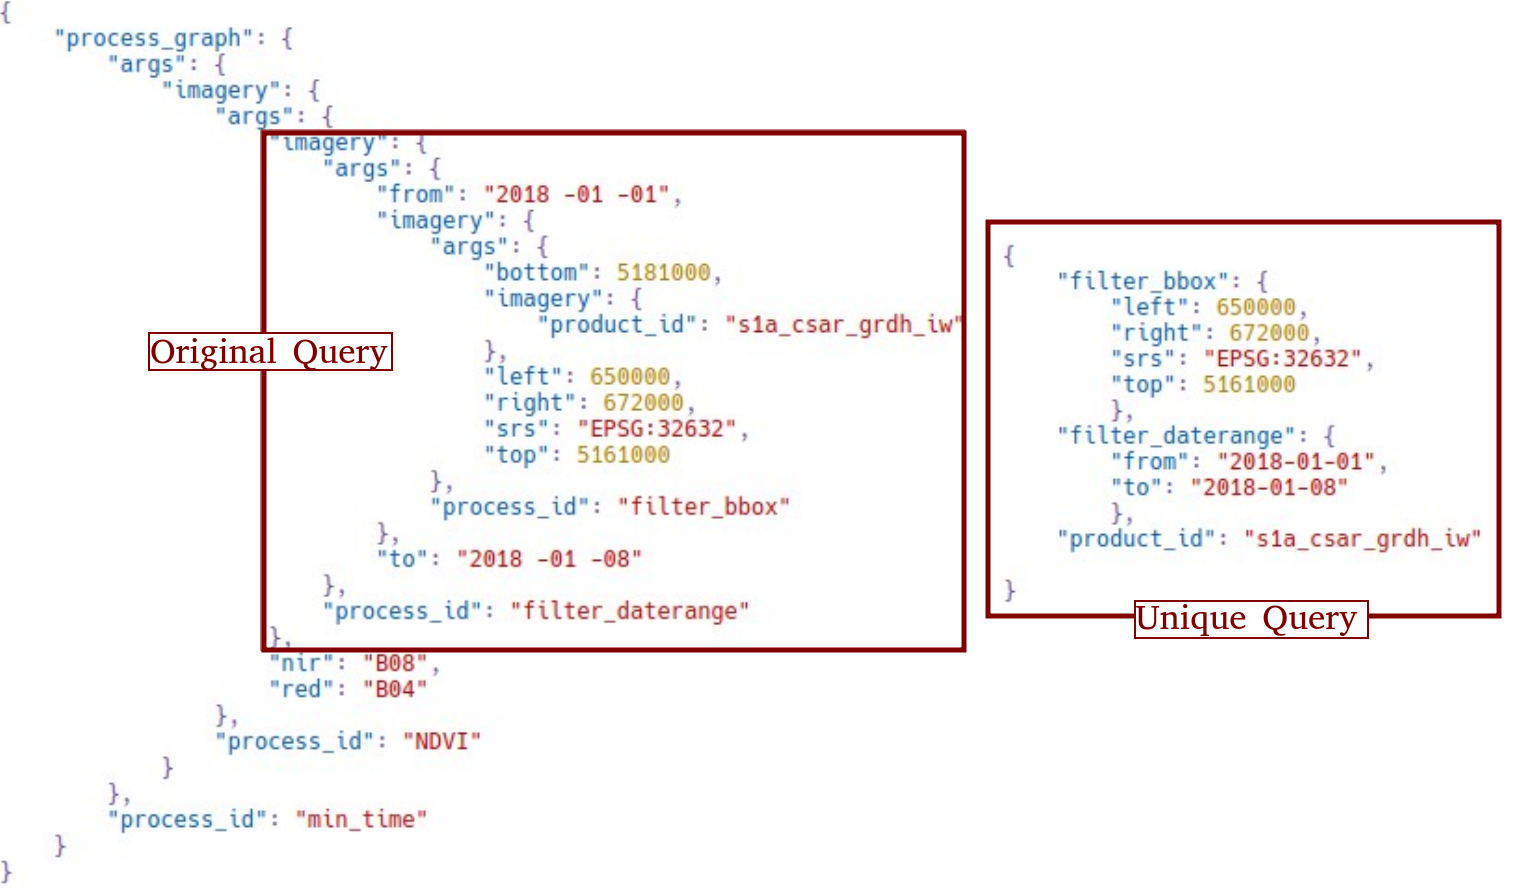 {
    "process_graph": {
        "args": {
            "imagery": {
                "args": {
                    "imagery": {
                        "args": {
                            "from": "2018 -01 -01",
                            "imagery": {
                                "args": {
                                    "bottom": 5181000,
                                    "imagery": {
                                        "product_id": "s1a_csar_grdh_iw"
                                    },
                                    "left": 650000,
                                    "right": 672000,
                                    "srs": "EPSG:32632",
                                    "top": 5161000
                                },
                                "process_id": "filter_bbox"
                            },
                            "to": "2018 -01 -08"
                        },
                        "process_id": "filter_daterange"
                    },
                    "nir": "B08",
                    "red": "B04"
                },
                "process_id": "NDVI"
            }
        },
        "process_id": "min_time"
    }
}
Original Query
{
    "filter_bbox": {
        "left": 650000,
        "right": 672000,
        "srs": "EPSG:32632",
        "top": 5161000
        },
    "filter_daterange": {
        "from": "2018-01-01",
        "to": "2018-01-08"
        },
    "product_id": "s1a_csar_grdh_iw"
}
Unique Query